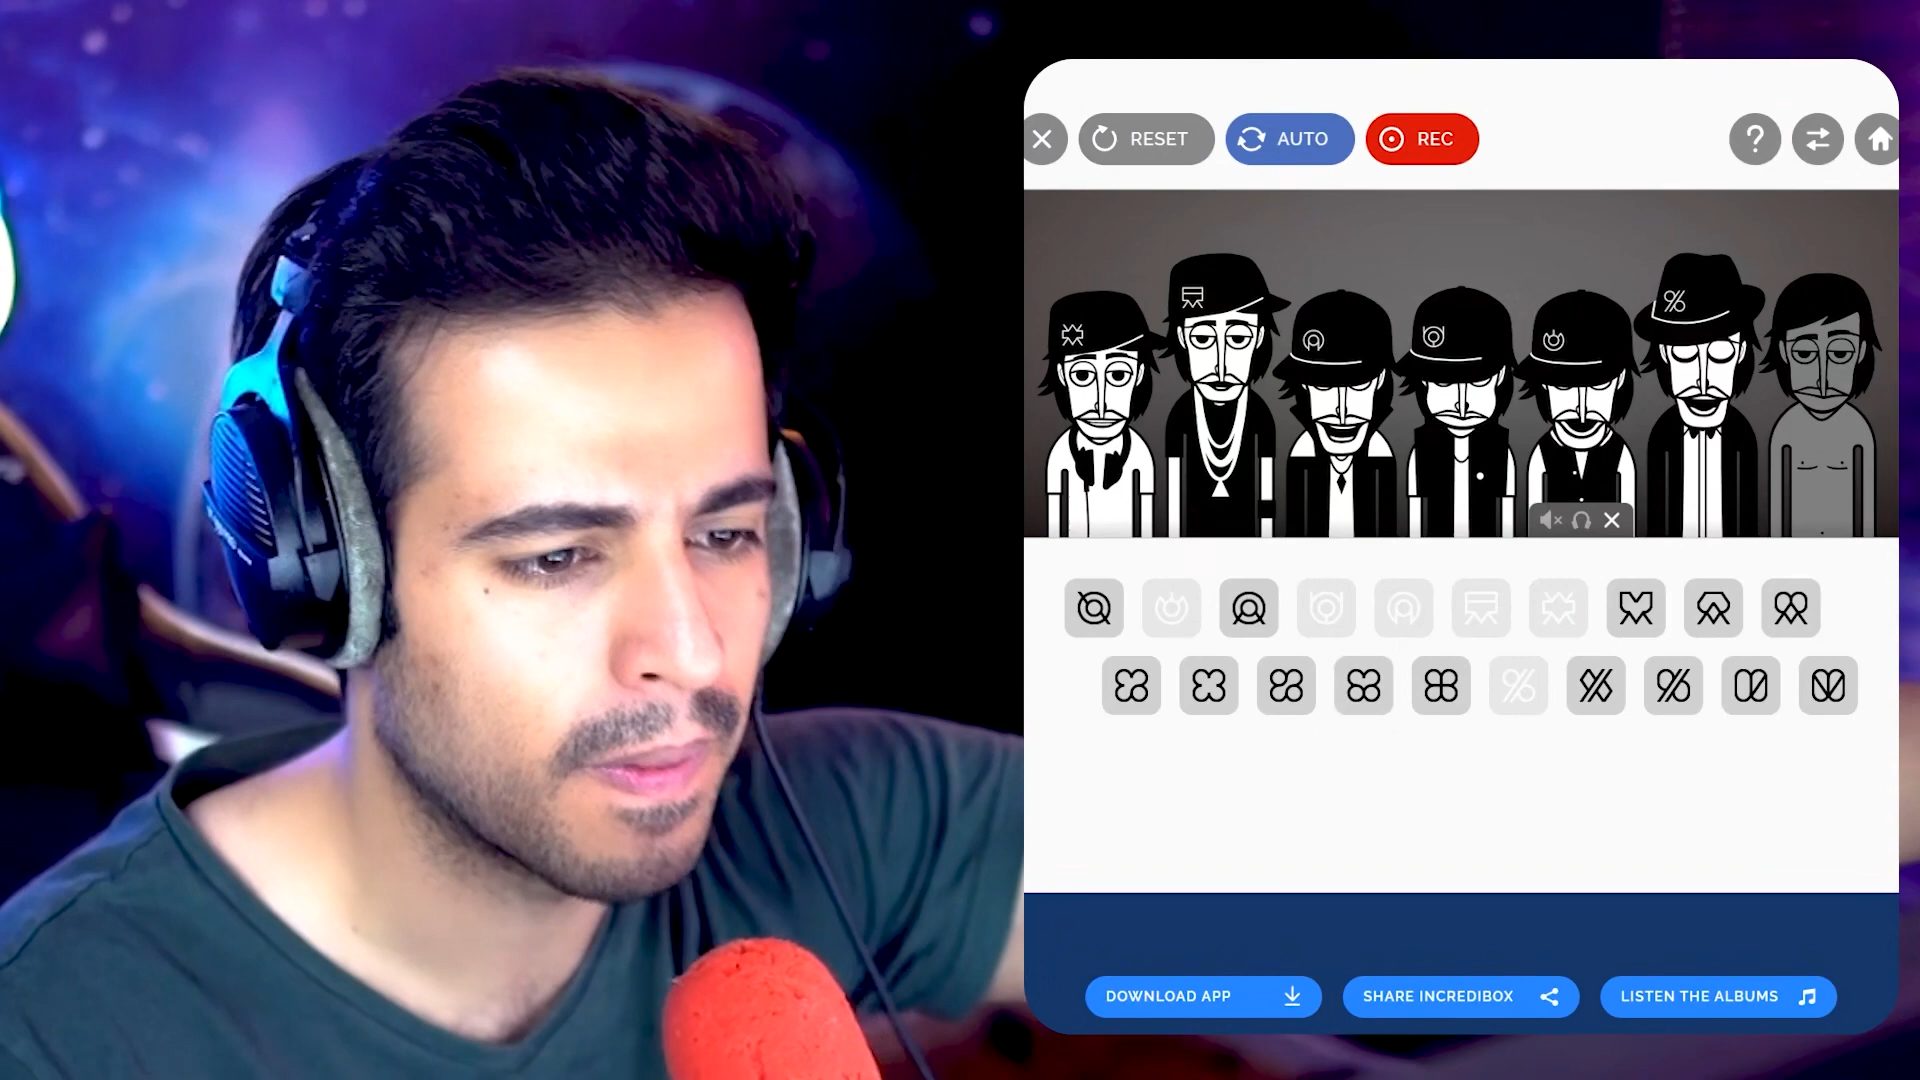 RESET
AUTO
REC
?
DOWNLOAD APP
SHARE INCREDIBOX
LISTEN THE ALBUMS